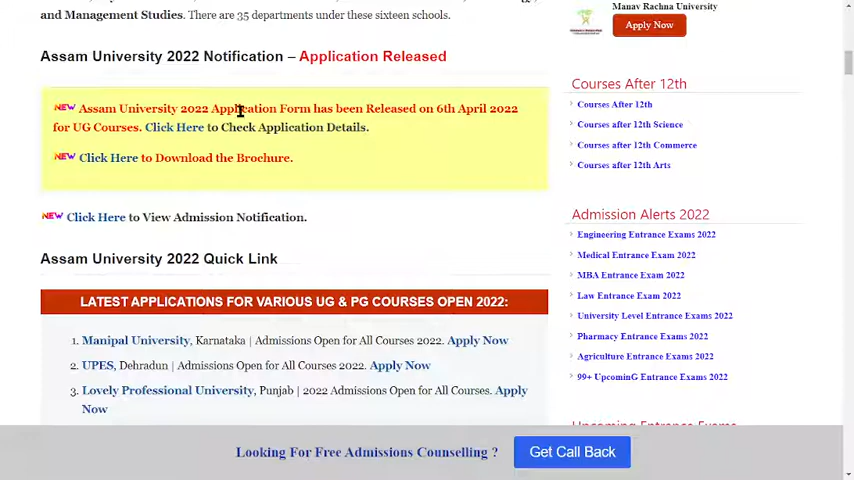 and Management Studies. There are 35 departments under these sixteen schools.
Assam University 2022 Notification – Application Released
NEW Assam University 2022 Application Form has been Released on 6th April 2022
for UG Courses. Click Here to Check Application Details.
NEW Click Here to Download the Brochure.
NEW Click Here to View Admission Notification.
Assam University 2022 Quick Link
LATEST APPLICATIONS FOR VARIOUS UG & PG COURSES OPEN 2022:
1. Manipal University, Karnataka | Admissions Open for All Courses 2022. Apply Now
2. UPES, Dehradun | Admissions Open for All Courses 2022. Apply Now
3. Lovely Professional University, Punjab | 2022 Admissions Open for All Courses. Apply
Now
Manav Rachna University
Apply Now
Courses After 12th
Courses After 12th
Courses after 12th Science
Courses after 12th Commerce
Courses after 12th Arts
Admission Alerts 2022
Engineering Entrance Exams 2022
Medical Entrance Exam 2022
MBA Entrance Exam 2022
Law Entrance Exam 2022
University Level Entrance Exams 2022
Pharmacy Entrance Exams 2022
Agriculture Entrance Exams 2022
99+ UpcominG Entrance Exams 2022
Upcoming Entrance Exams
Looking For Free Admissions Counselling ?
Get Call Back